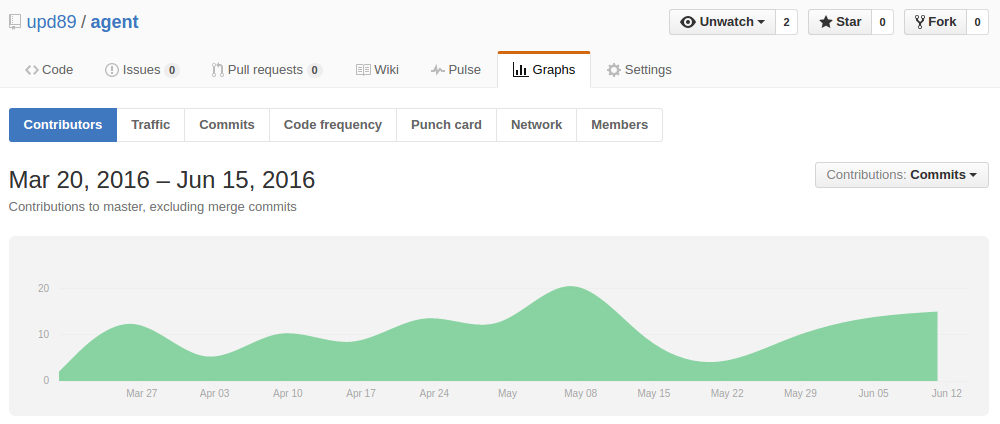 upd89 / agent
Unwatch 2 Star 0 Fork 0
Code Issues 0 Pull requests 0 Wiki Pulse Graphs Settings
Contributors Traffic Commits Code frequency Punch card Network Members
Mar 20, 2016 – Jun 15, 2016
Contributions: Commits
Contributions to master, excluding merge commits
20
10
0
Mar 27 Apr 03 Apr 10 Apr 17 Apr 24 May May 08 May 15 May 22 May 29 Jun 05 Jun 12